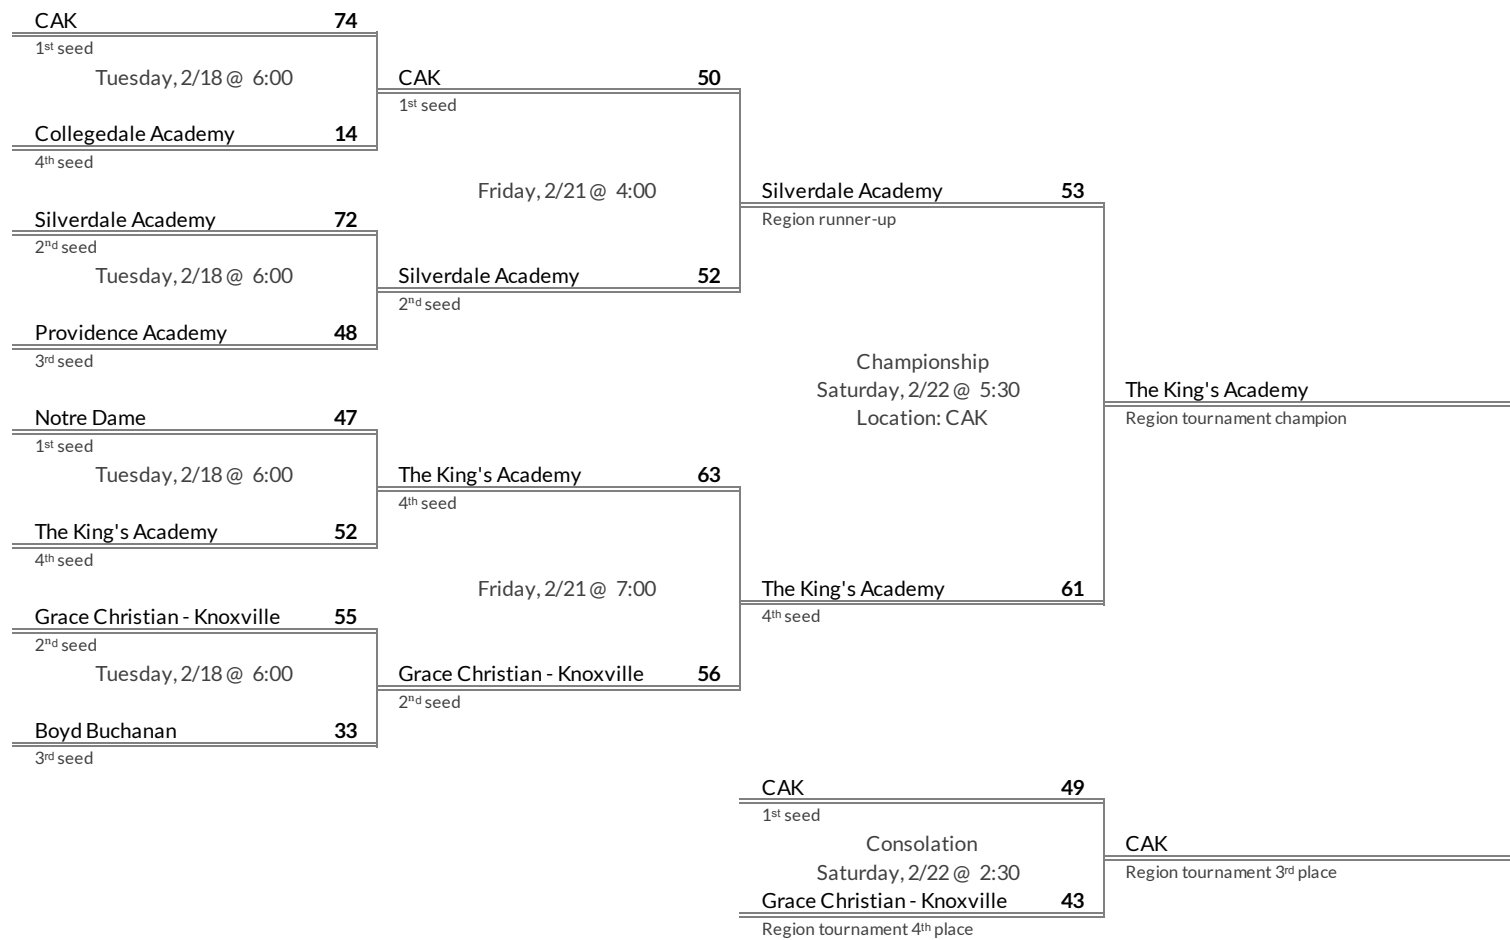 CAK 74
1st seed
Tuesday, 2/18 @ 6:00
Collegedale Academy 14
4th seed
Silverdale Academy 72
2nd seed
Tuesday, 2/18 @ 6:00
Providence Academy 48
3rd seed
Notre Dame 47
1st seed
Tuesday, 2/18 @ 6:00
The King's Academy 52
4th seed
Grace Christian - Knoxville 55
2nd seed
Tuesday, 2/18 @ 6:00
Boyd Buchanan 33
3rd seed
CAK 50
1st seed
Friday, 2/21 @ 4:00
Silverdale Academy 52
2nd seed
The King's Academy 63
4th seed
Friday, 2/21 @ 7:00
Grace Christian - Knoxville 56
2nd seed
Silverdale Academy 53
Region runner-up
Championship
Saturday, 2/22 @ 5:30
Location: CAK
The King's Academy 61
4th seed
The King's Academy
Region tournament champion
CAK 49
1st seed
Consolation
Saturday, 2/22 @ 2:30
Grace Christian - Knoxville 43
Region tournament 4th place
CAK
Region tournament 3rd place